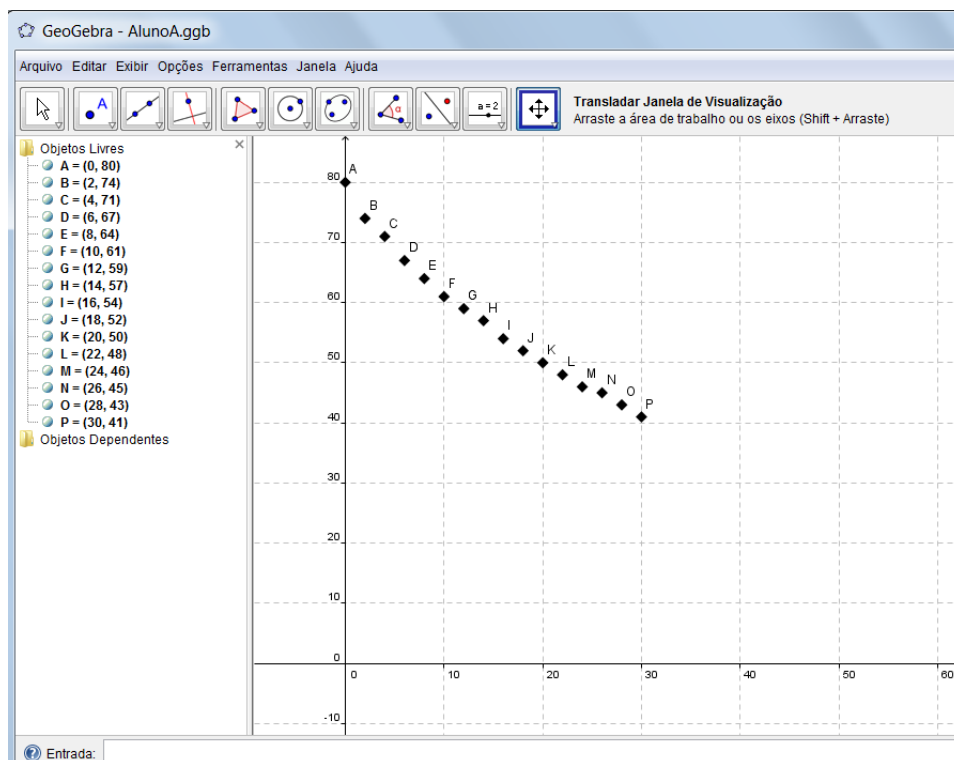 GeoGebra - AlunoA.ggb
Arquivo Editar Exibir Opções Ferramentas Janela Ajuda
A
α
a=2
Transladar Janela de Visualização
Arraste a área de trabalho ou os eixos (Shift + Arraste)
Objetos Livres
A = (0, 80)
B = (2, 74)
C = (4, 71)
D = (6, 67)
E = (8, 64)
F = (10, 61)
G = (12, 59)
H = (14, 57)
I = (16, 54)
J = (18, 52)
K = (20, 50)
L = (22, 48)
M = (24, 46)
N = (26, 45)
O = (28, 43)
P = (30, 41)
Objetos Dependentes
A
80
B
C
70
D
E
F
60
G
H
I
J
50
K
L
M
N
O
P
40
30
20
10
0
0 10 20 30 40 50 60
-10
Entrada: